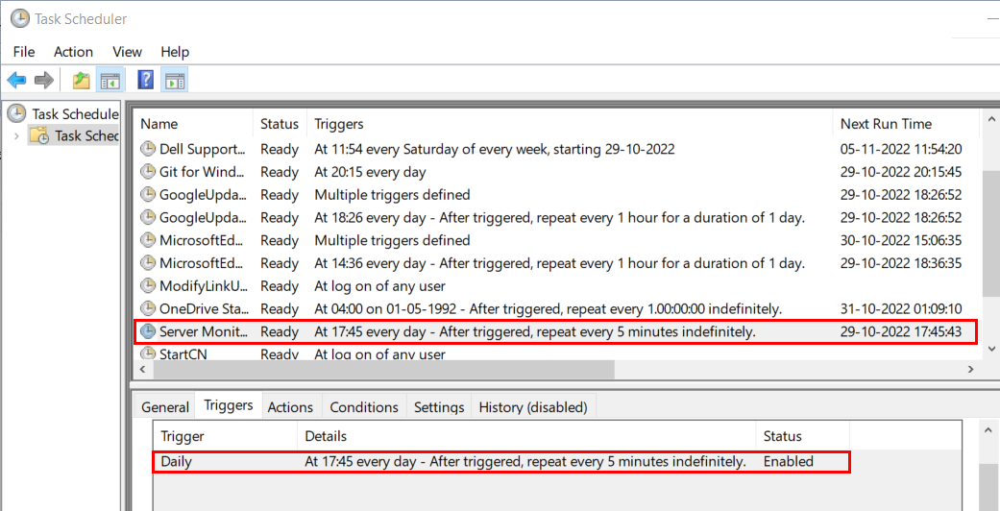 Task Scheduler
File Action View Help
Task Schedule
Task Sched
Name Status Triggers Next Run Time
Dell Support... Ready At 11:54 every Saturday of every week, starting 29-10-2022 05-11-2022 11:54:20
Git for Wind... Ready At 20:15 every day 29-10-2022 20:15:45
GoogleUpda... Ready Multiple triggers defined 29-10-2022 18:26:52
GoogleUpda... Ready At 18:26 every day - After triggered, repeat every 1 hour for a duration of 1 day. 29-10-2022 18:26:52
MicrosoftEd... Ready Multiple triggers defined 30-10-2022 15:06:35
MicrosoftEd... Ready At 14:36 every day - After triggered, repeat every 1 hour for a duration of 1 day. 29-10-2022 18:36:35
ModifyLinkU... Ready At log on of any user
OneDrive Sta... Ready At 04:00 on 01-05-1992 - After triggered, repeat every 1.00:00:00 indefinitely. 31-10-2022 01:09:10
Server Monit... Ready At 17:45 every day - After triggered, repeat every 5 minutes indefinitely. 29-10-2022 17:45:43
StartCN Ready At log on of any user
General Triggers Actions Conditions Settings History (disabled)
Trigger Details Status
Daily At 17:45 every day - After triggered, repeat every 5 minutes indefinitely. Enabled